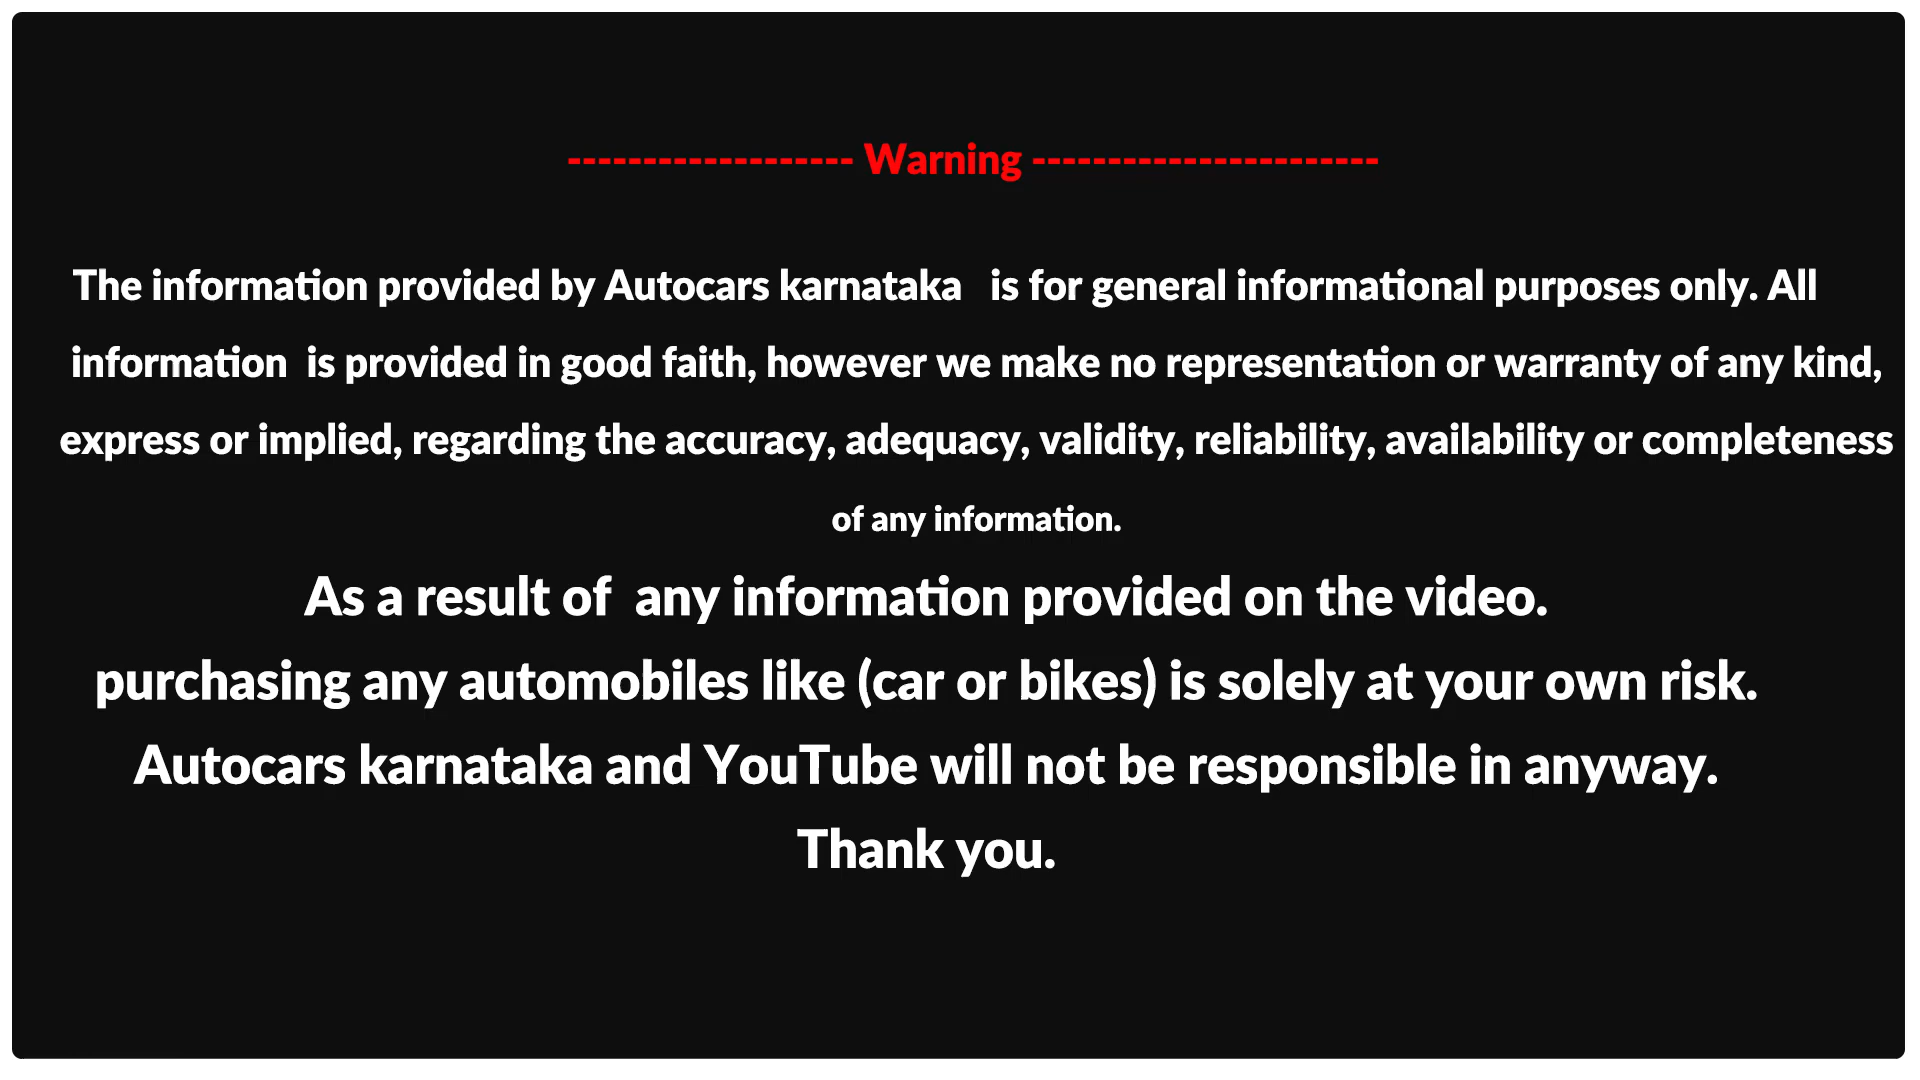 ------------------- Warning -----------------------
The information provided by Autocars karnataka   is for general informational purposes only. All
information  is provided in good faith, however we make no representation or warranty of any kind,
express or implied, regarding the accuracy, adequacy, validity, reliability, availability or completeness
of any information.
As a result of  any information provided on the video.
purchasing any automobiles like (car or bikes) is solely at your own risk.
Autocars karnataka and YouTube will not be responsible in anyway.
Thank you.